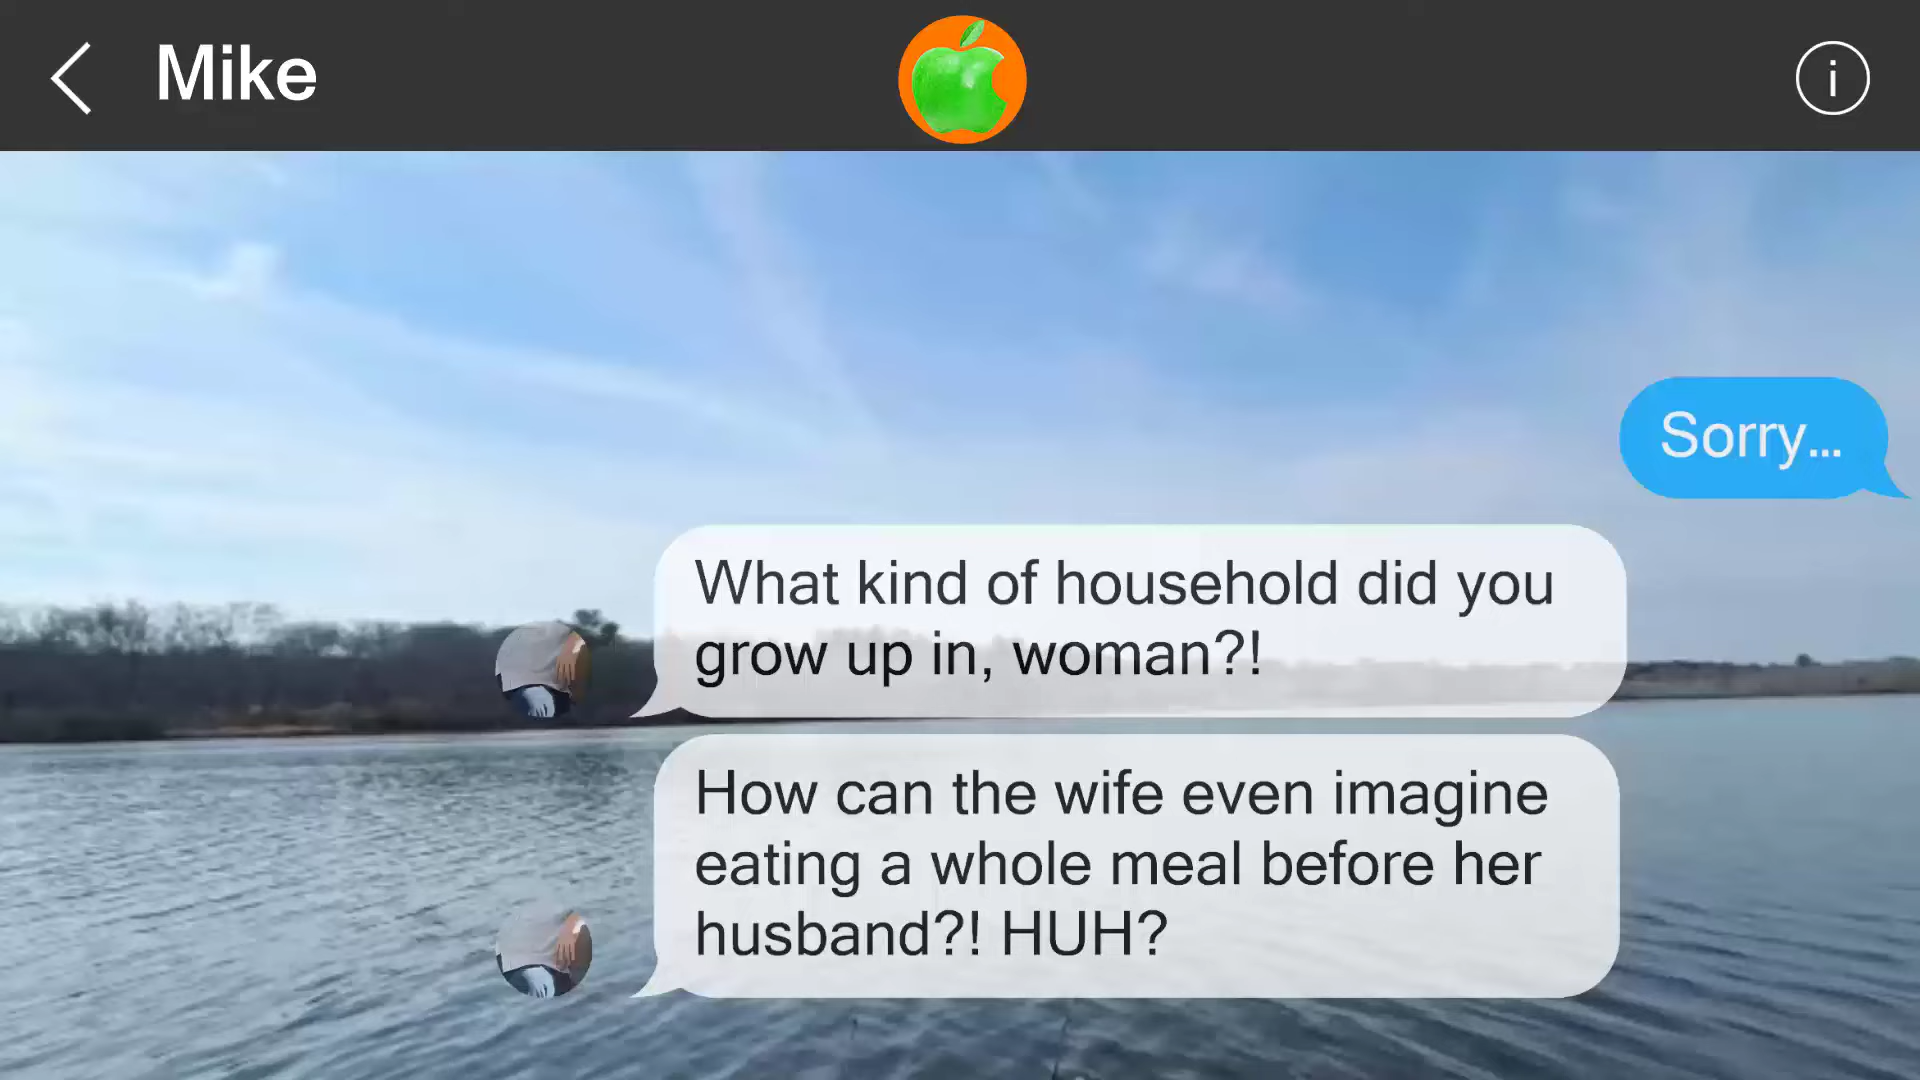 Mike
i
Sorry...
What kind of household did you
grow up in, woman?!
How can the wife even imagine
eating a whole meal before her
husband?! HUH?